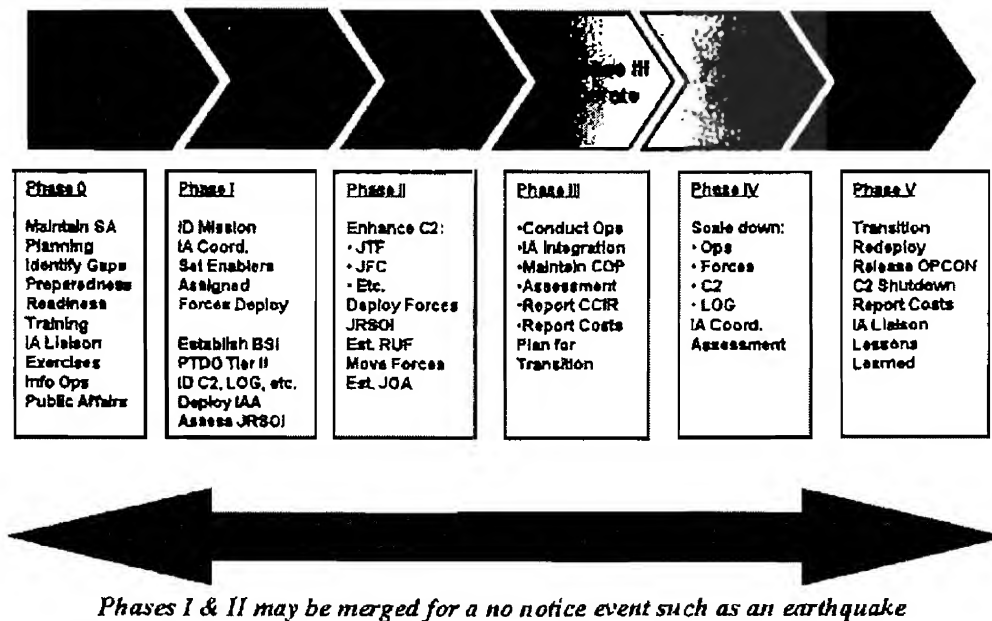 III
Phase 0
Maintain SA
Planning
Identify Gaps
Preparedness
Readiness
Training
IA Liaison
Exercises
Info Ops
Public Affairs
Phase I
ID Mission
IA Coord.
Set Enablers
Assigned
Forces Deploy
Establish BSI
PTDO Tier II
ID C2, LOG, etc.
Deploy IAA
Assess JRSOI
Phase II
Enhance C2:
• JTF
• JFC
• Etc.
Deploy Forces
JRSOI
Est. RUF
Move Forces
Est. JOA
Phase III
•Conduct Ops
•IA Integration
•Maintain COP
•Assessment
•Report CCIR
•Report Costs
Plan for
Transition
Phase IV
Scale down:
• Ops
• Forces
• C2
• LOG
IA Coord.
Assessment
Phase V
Transition
Redeploy
Release OPCON
C2 Shutdown
Report Costs
IA Liaison
Lessons
Learned
Phases I & II may be merged for a no notice event such as an earthquake